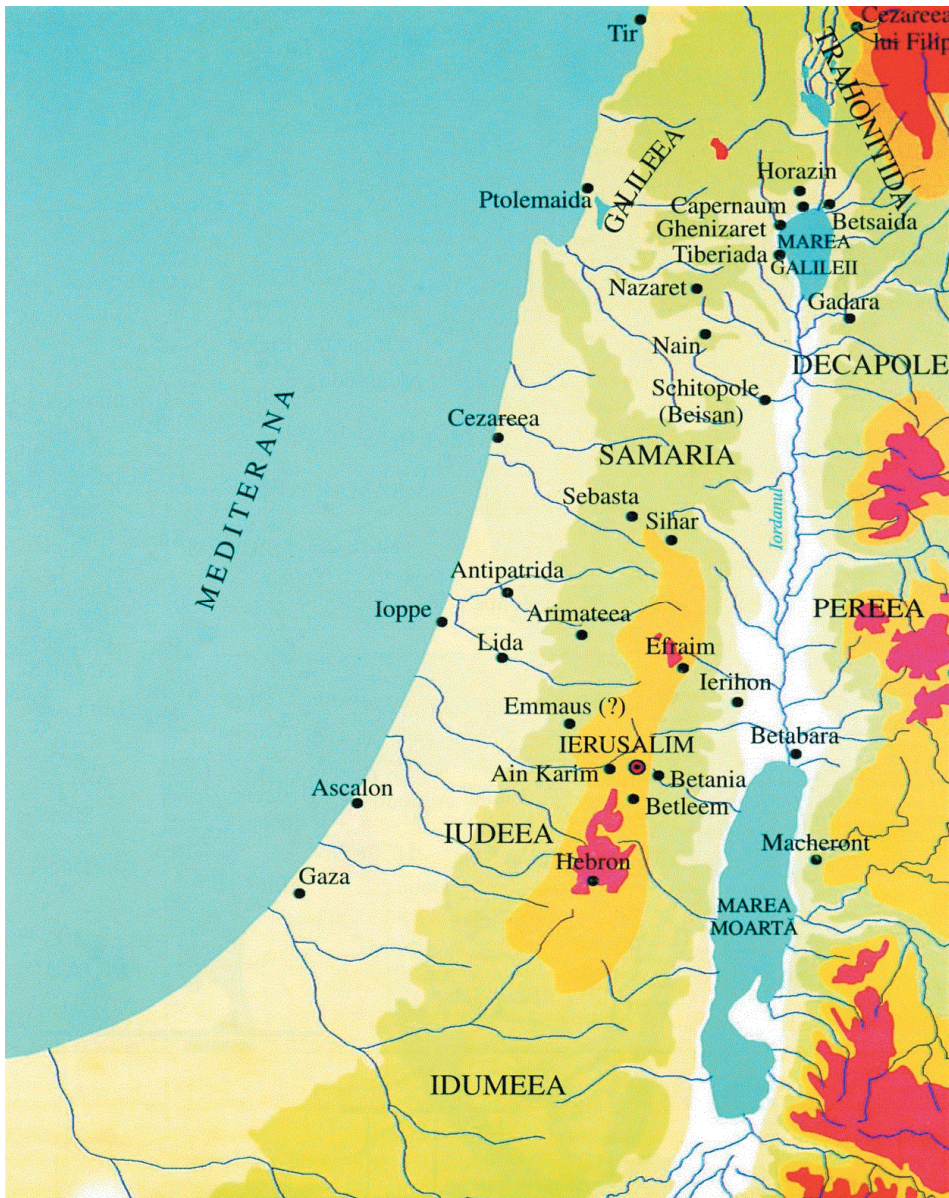 Cezareea
lui Filip
Tir
TRAHONITIDA
GALILEEA
Horazin
Ptolemaida
Capernaum
Betsaida
Ghenizaret
MAREA
GALILEII
Tiberiada
Nazaret
Gadara
Nain
DECAPOLE
Schitopole
(Beisan)
MEDITERANA
Cezareea
SAMARIA
Sebasta
Sihar
Iordanul
Antipatrida
Ioppe
Arimateea
PEREEA
Lida
Efraim
Ierihon
Emmaus (?)
IERUSALIM
Betabara
Ain Karim
Betania
Ascalon
Betleem
IUDEEA
Macheront
Hebron
Gaza
MAREA
MOARTĂ
IDUMEEA